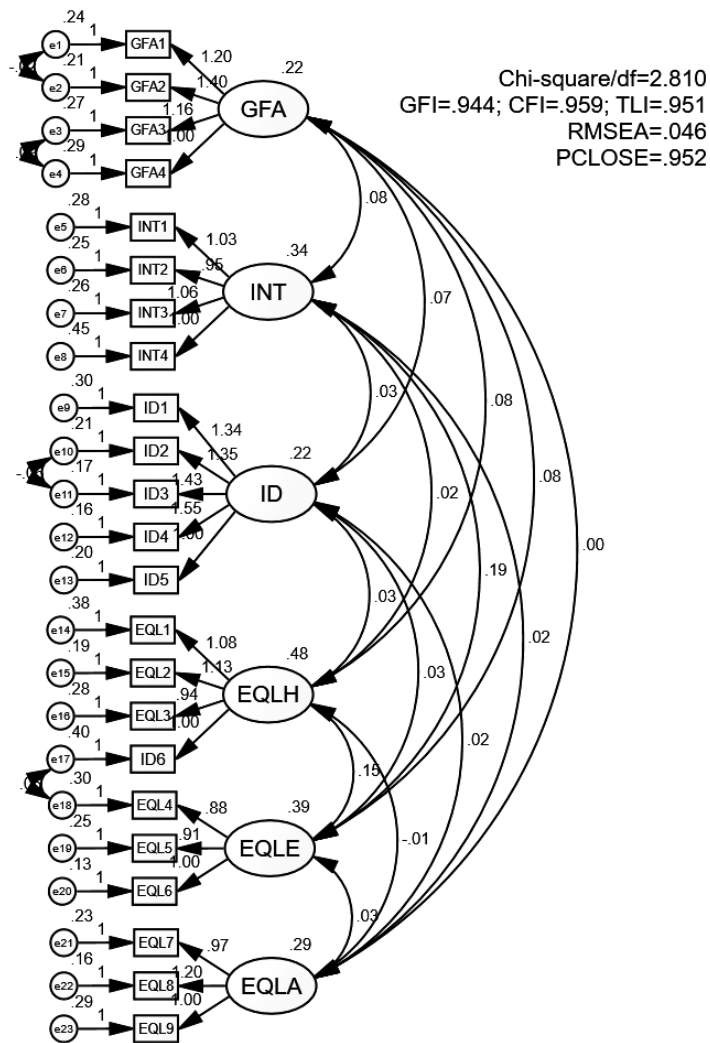 Chi-square/df=2.810
GFI=.944; CFI=.959; TLI=.951
RMSEA=.046
PCLOSE=.952
.24
e1 1 GFA1 1.20
.21
e2 1 GFA2 1.40
.27
e3 1 GFA3 1.16
.29
e4 1 GFA4 1.00
.22
GFA
.28
e5 1 INT1 1.03
.25
e6 1 INT2 .95
.26
e7 1 INT3 1.06
.45
e8 1 INT4 1.00
.34
INT
.30
e9 1 ID1 1.34
.21
e10 1 ID2 1.35
.17
e11 1 ID3 1.43
.16
e12 1 ID4 1.55
.20
e13 1 ID5 1.00
.22
ID
.38
e14 1 EQL1 1.08
.19
e15 1 EQL2 1.13
.28
e16 1 EQL3 .94
.40
e17 1 ID6 1.00
.48
EQLH
.30
e18 1 EQL4 .88
.25
e19 1 EQL5 .91
.13
e20 1 EQL6 1.00
.39
EQLE
.23
e21 1 EQL7 .97
.16
e22 1 EQL8 1.20
.29
e23 1 EQL9 1.00
.29
EQLA
.08
.07
.03
.08
.02
.08
.00
.19
.03
.03
.02
.02
.15
-.01
.03